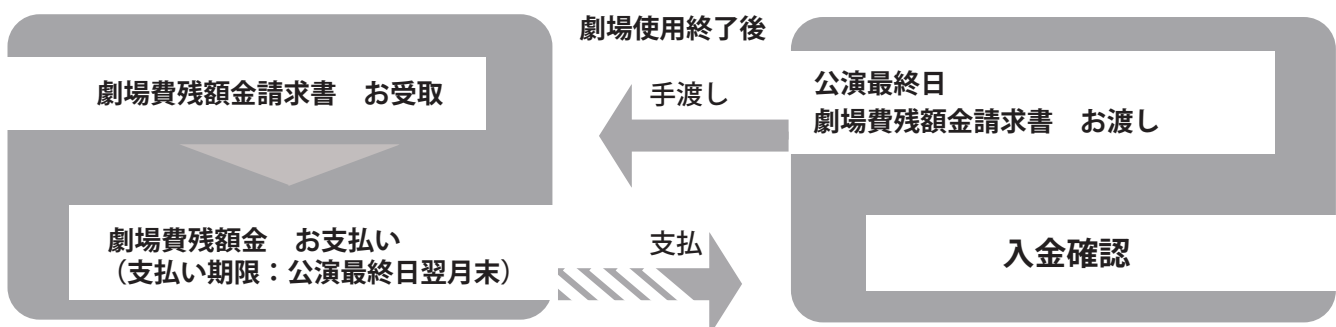 劇場使用終了後
公演最終日
劇場費残額金請求書　お渡し
手渡し
劇場費残額金請求書　お受取
劇場費残額金　お支払い
（支払い期限：公演最終日翌月末）
支払
入金確認